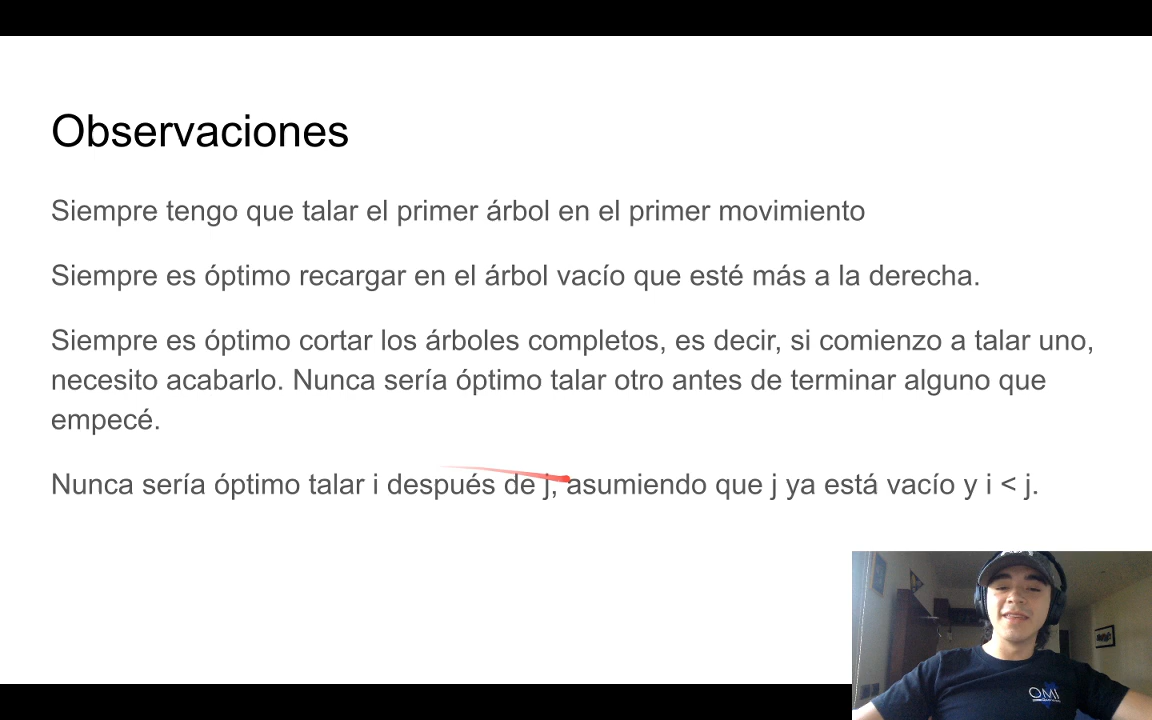 Observaciones
Siempre tengo que talar el primer árbol en el primer movimiento
Siempre es óptimo recargar en el árbol vacío que esté más a la derecha.
Siempre es óptimo cortar los árboles completos, es decir, si comienzo a talar uno,
necesito acabarlo. Nunca sería óptimo talar otro antes de terminar alguno que
empecé.
Nunca sería óptimo talar i después de j, asumiendo que j ya está vacío y i < j.
OMI